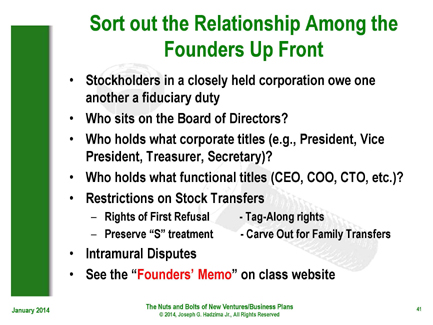 Sort out the Relationship Among the
Founders Up Front
• Stockholders in a closely held corporation owe one
another a fiduciary duty
• Who sits on the Board of Directors?
• Who holds what corporate titles (e.g., President, Vice
President, Treasurer, Secretary)?
• Who holds what functional titles (CEO, COO, CTO, etc.)?
• Restrictions on Stock Transfers
– Rights of First Refusal - Tag-Along rights
– Preserve “S” treatment - Carve Out for Family Transfers
• Intramural Disputes
• See the “Founders’ Memo” on class website
January 2014
The Nuts and Bolts of New Ventures/Business Plans
© 2014, Joseph G. Hadzima Jr., All Rights Reserved
41